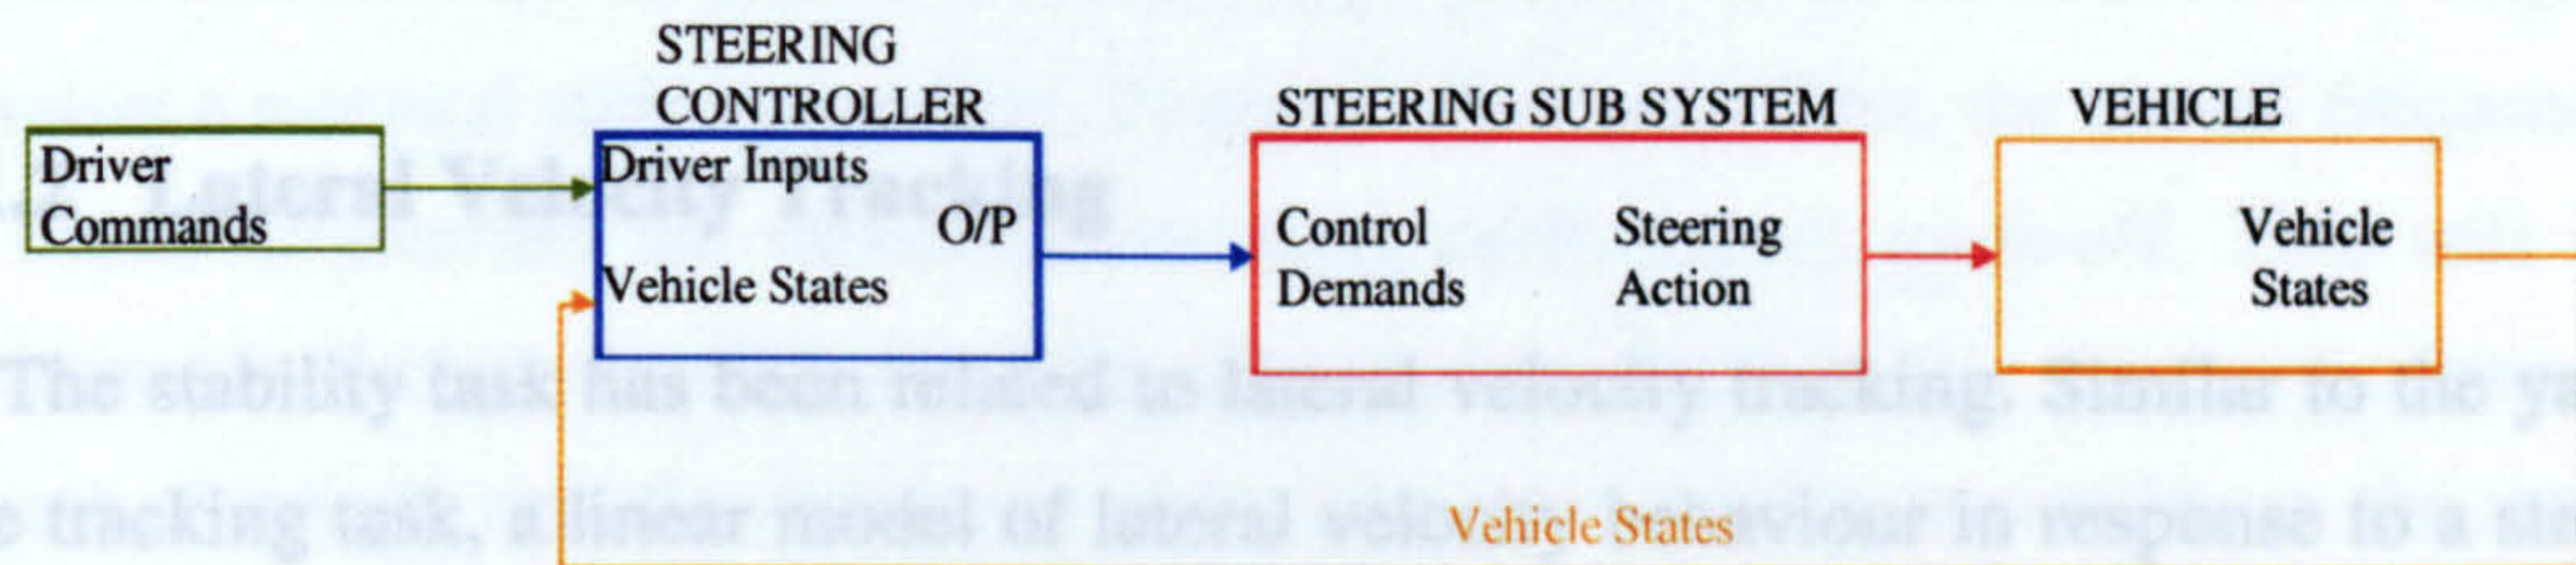 STEERING
CONTROLLER
STEERING SUB SYSTEM
VEHICLE
Driver
Commands
Driver Inputs
O/P
Vehicle States
Control
Demands
Steering
Action
Vehicle
States
Vehicle States
Lateral Velocity Tracking
The stability task has been related to lateral velocity tracking. Similar to the
tracking task, a linear model of lateral velocity behaviour in response to a